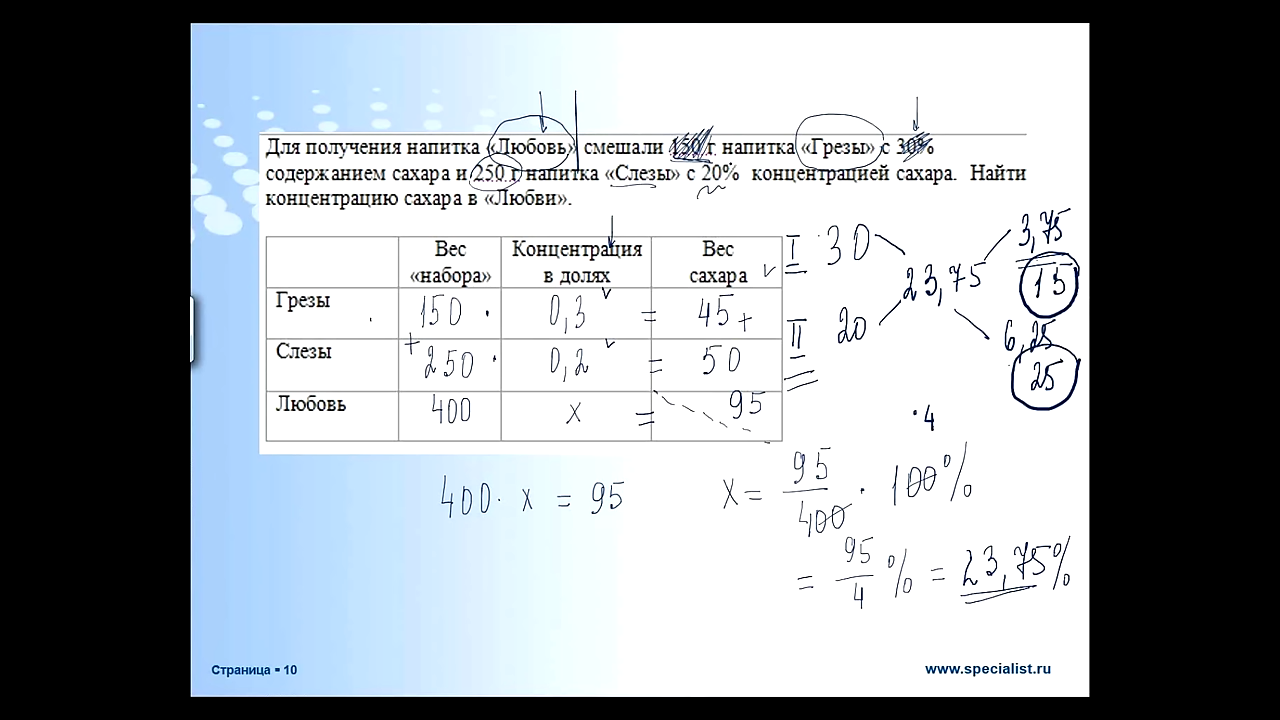 Для получения напитка «Любовь» смешали 150 г напитка «Грезы» с 30%
содержанием сахара и 250 г напитка «Слезы» с 20% концентрацией сахара. Найти
концентрацию сахара в «Любви».
Вес «набора» Концентрация в долях Вес сахара
Грезы 150 · 0,3 = 45 +
Слезы + 250 · 0,2 = 50
Любовь 400 x = 95
I 30 3,75
23,75 15
II 20 6,25
25
· 4
400 · x = 95
x = 95/400 · 100%
= 95/4 % = 23,75%
Страница ▪ 10
www.specialist.ru